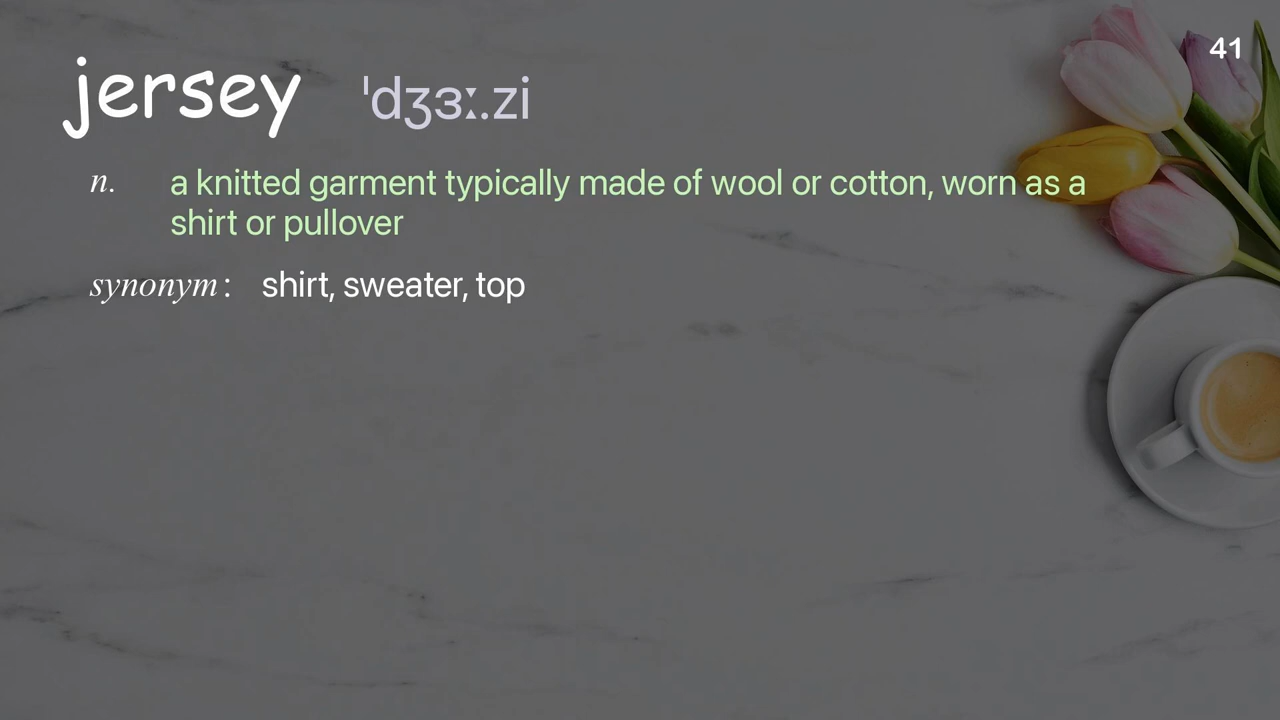 41
jersey ˈdʒɜː.zi
n. a knitted garment typically made of wool or cotton, worn as a
shirt or pullover
synonym : shirt, sweater, top